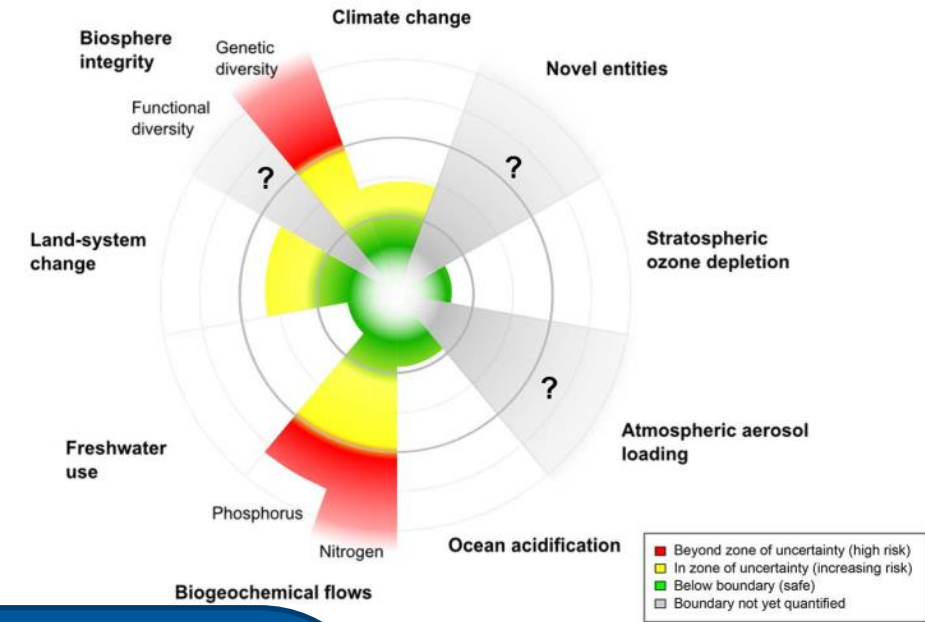 Climate change
Biosphere
integrity
Genetic
diversity
Novel entities
Functional
diversity
?
?
Land-system
change
Stratospheric
ozone depletion
?
Atmospheric aerosol
loading
Freshwater
use
Phosphorus
Nitrogen
Ocean acidification
Biogeochemical flows
Beyond zone of uncertainty (high risk)
In zone of uncertainty (increasing risk)
Below boundary (safe)
Boundary not yet quantified